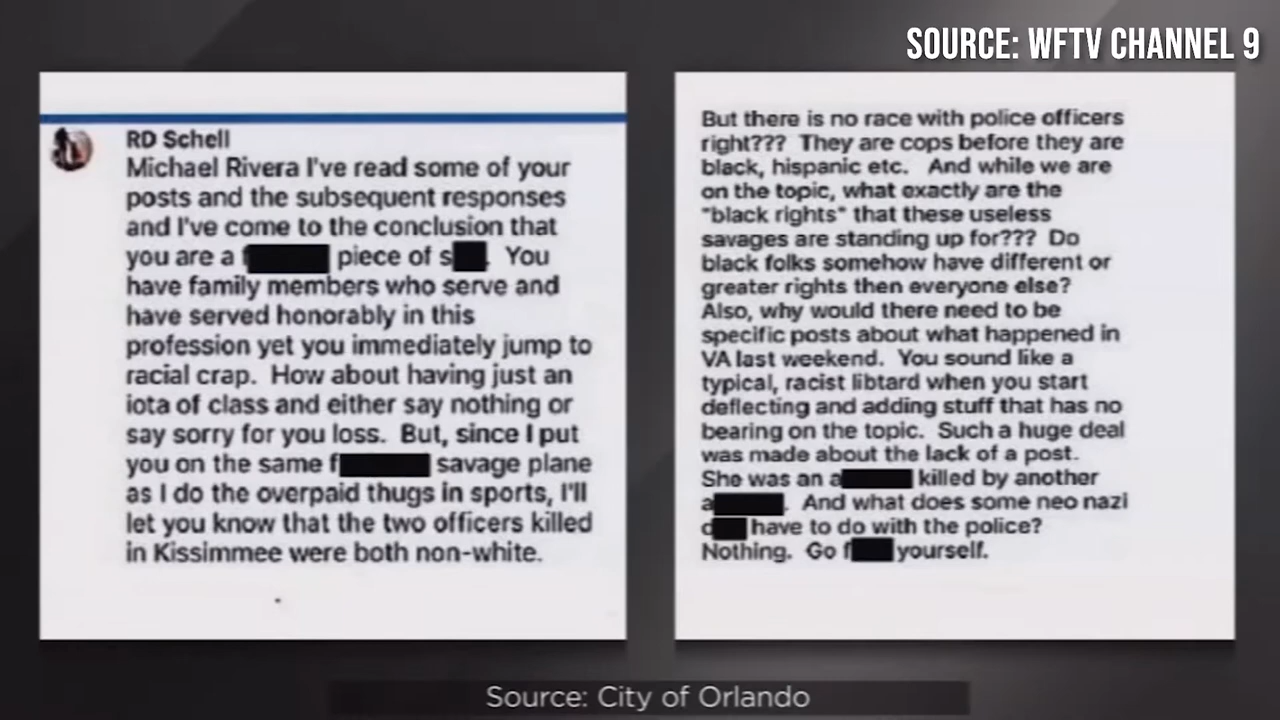 SOURCE: WFTV CHANNEL 9
RD Schell
Michael Rivera I've read some of your
posts and the subsequent responses
and I've come to the conclusion that
you are a f piece of s. You
have family members who serve and
have served honorably in this
profession yet you immediately jump to
racial crap. How about having just an
iota of class and either say nothing or
say sorry for you loss. But, since I put
you on the same f savage plane
as I do the overpaid thugs in sports, I'll
let you know that the two officers killed
in Kissimmee were both non-white.
But there is no race with police officers
right??? They are cops before they are
black, hispanic etc. And while we are
on the topic, what exactly are the
"black rights" that these useless
savages are standing up for??? Do
black folks somehow have different or
greater rights then everyone else?
Also, why would there need to be
specific posts about what happened in
VA last weekend. You sound like a
typical, racist libtard when you start
deflecting and adding stuff that has no
bearing on the topic. Such a huge deal
was made about the lack of a post.
She was an a killed by another
a. And what does some neo nazi
d have to do with the police?
Nothing. Go f yourself.
Source: City of Orlando